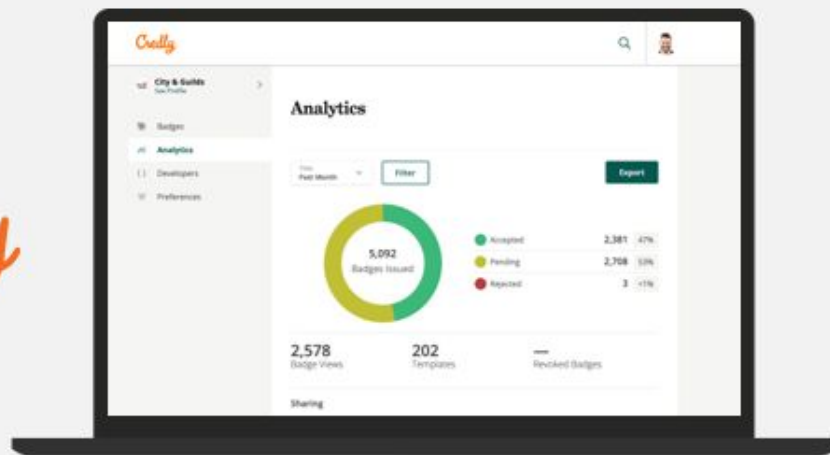 Credly
City & Guilds
See Profile
Badges
Analytics
Developers
Preferences
Analytics
Time
Past Month
Filter
Export
5,092
Badges Issued
Accepted 2,381 47%
Pending 2,708 53%
Rejected 3 <1%
2,578 202 —
Badge Views Templates Revoked Badges
Sharing